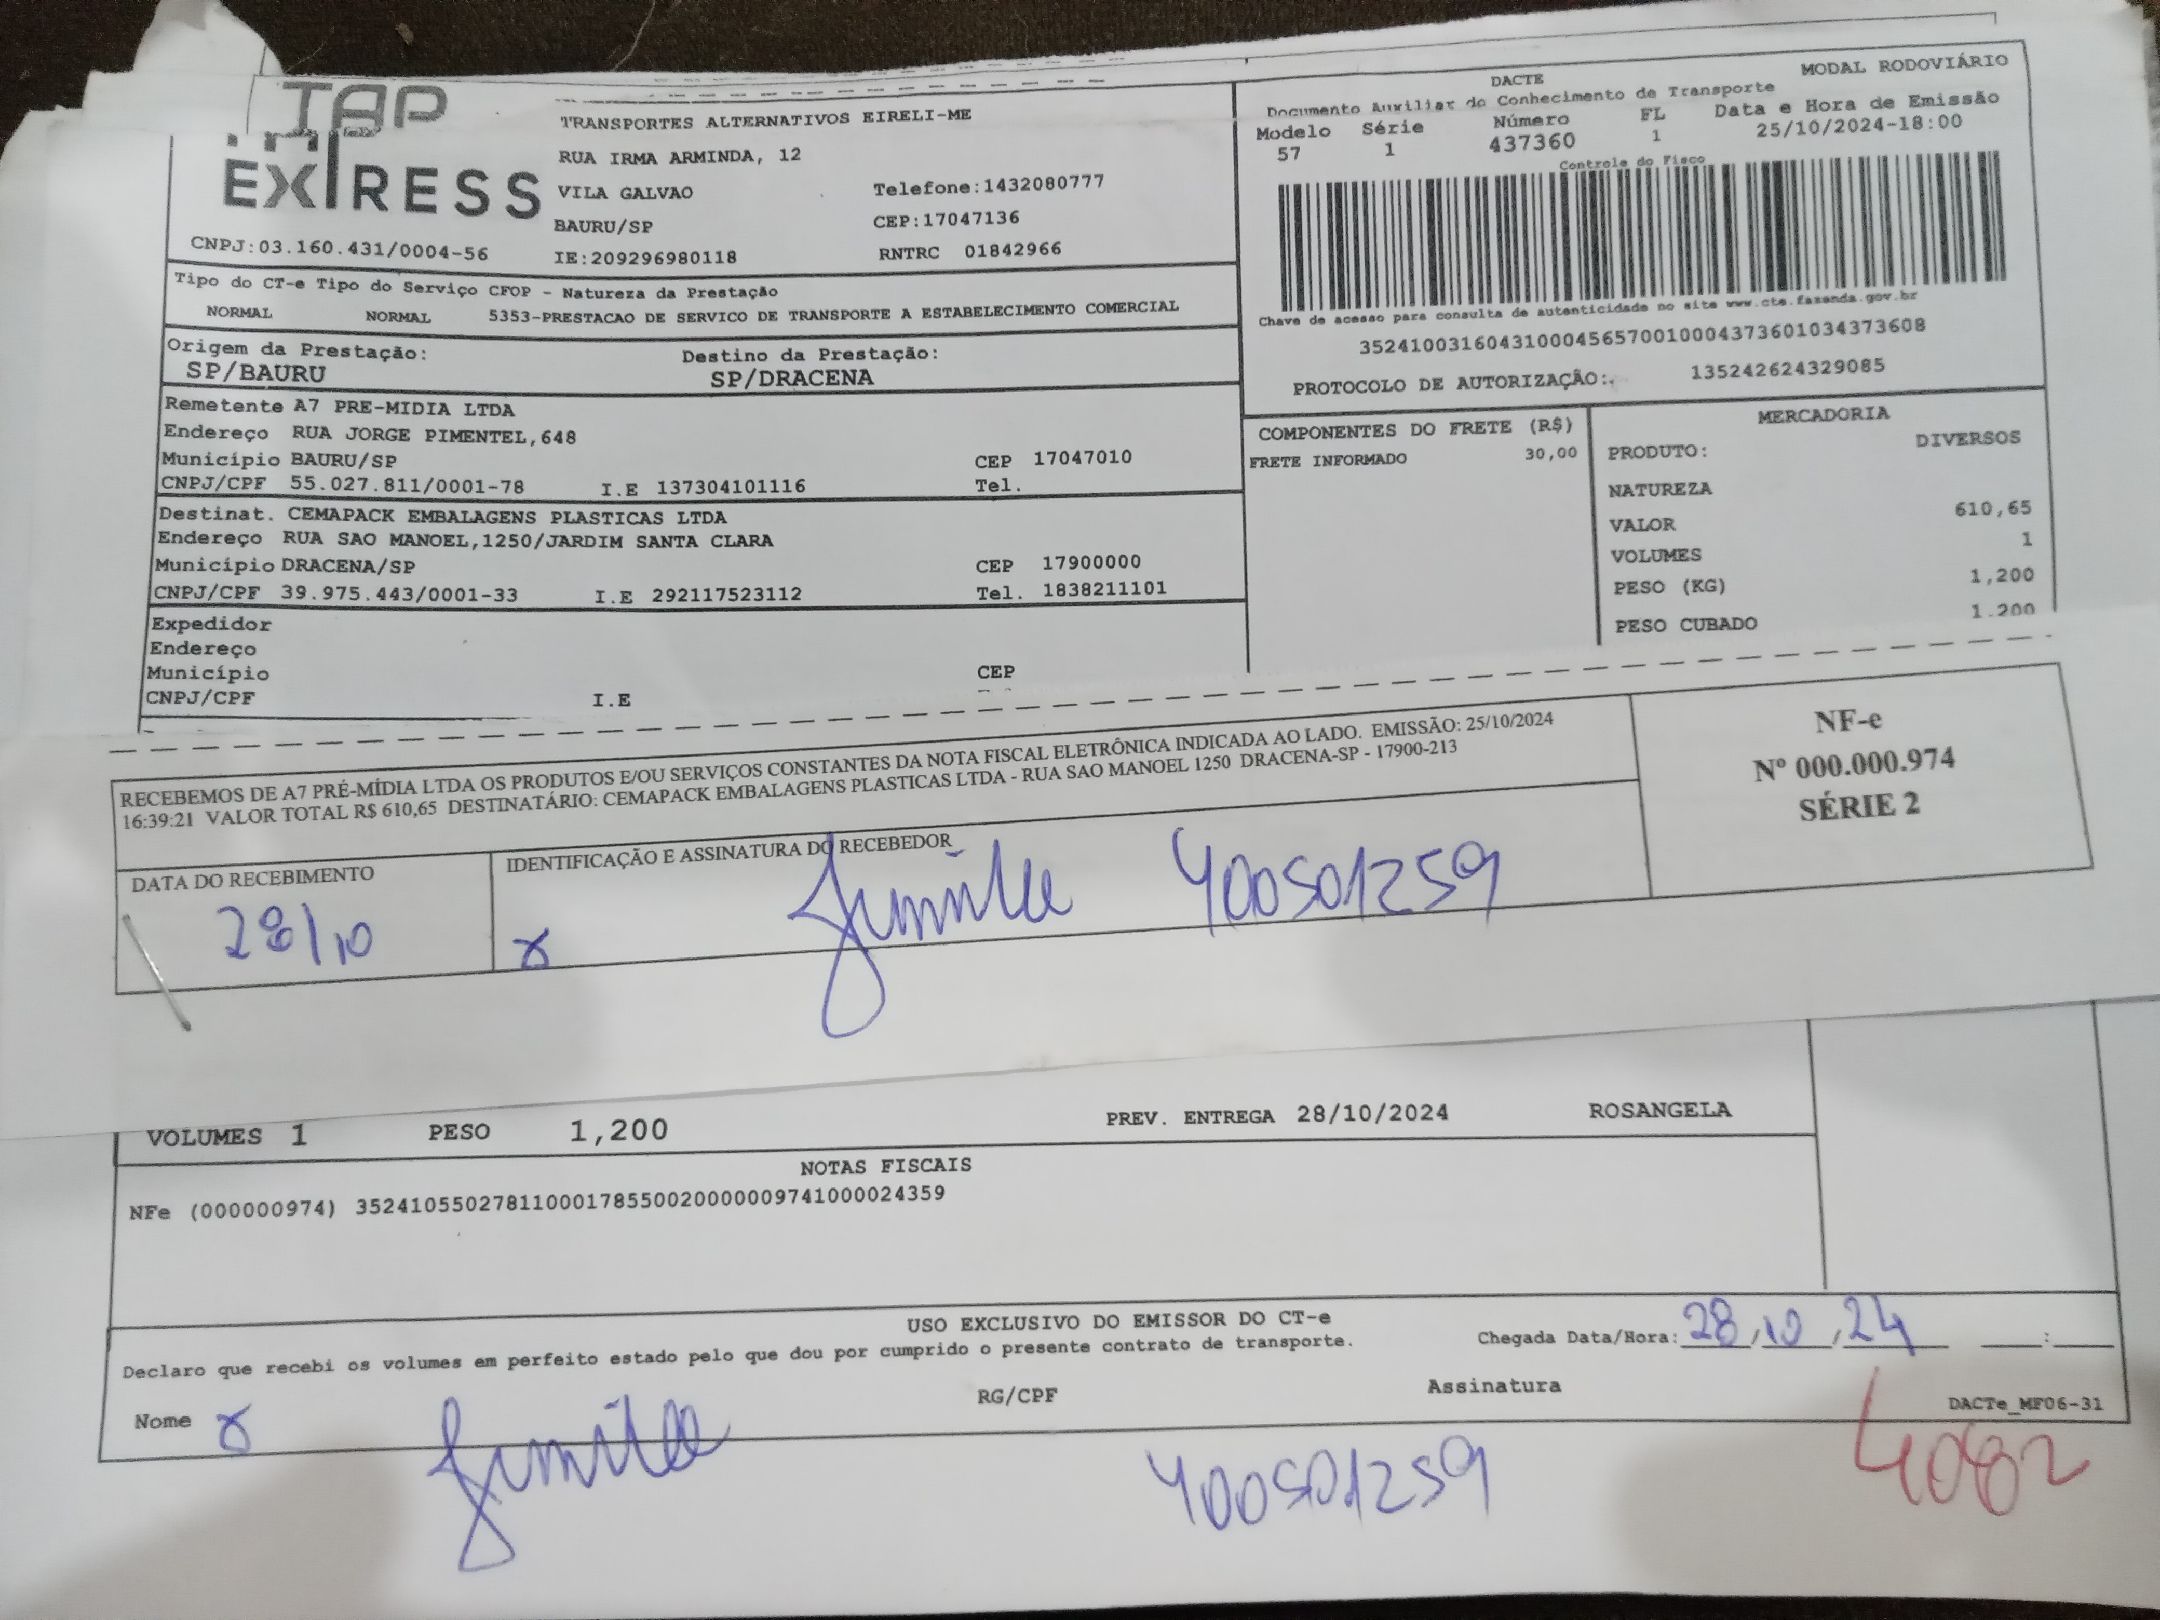 TAP
EXPRESS
CNPJ:03.160.431/0004-56
TRANSPORTES ALTERNATIVOS EIRELI-ME
RUA IRMA ARMINDA, 12
VILA GALVAO Telefone:1432080777
BAURU/SP CEP:17047136
IE:209296980118 RNTRC 01842966
DACTE MODAL RODOVIÁRIO
Documento Auxiliar do Conhecimento de Transporte
Modelo Série Número FL Data e Hora de Emissão
57 1 437360 1 25/10/2024-18:00
Controle do Fisco
Chave de acesso para consulta de autenticidade no site www.cte.fazenda.gov.br
35241003160431000456570010004373601034373608
PROTOCOLO DE AUTORIZAÇÃO: 135242624329085
Tipo do CT-e Tipo do Serviço CFOP - Natureza da Prestação
NORMAL NORMAL 5353-PRESTACAO DE SERVICO DE TRANSPORTE A ESTABELECIMENTO COMERCIAL
Origem da Prestação: Destino da Prestação:
SP/BAURU SP/DRACENA
Remetente A7 PRE-MIDIA LTDA
Endereço RUA JORGE PIMENTEL,648
Município BAURU/SP CEP 17047010
CNPJ/CPF 55.027.811/0001-78 I.E 137304101116 Tel.
Destinat. CEMAPACK EMBALAGENS PLASTICAS LTDA
Endereço RUA SAO MANOEL,1250/JARDIM SANTA CLARA
Município DRACENA/SP CEP 17900000
CNPJ/CPF 39.975.443/0001-33 I.E 292117523112 Tel. 1838211101
Expedidor
Endereço
Município CEP
CNPJ/CPF I.E
COMPONENTES DO FRETE (R$)
FRETE INFORMADO 30,00
MERCADORIA
PRODUTO: DIVERSOS
NATUREZA
VALOR 610,65
VOLUMES 1
PESO (KG) 1,200
PESO CUBADO 1.200
RECEBEMOS DE A7 PRÉ-MÍDIA LTDA OS PRODUTOS E/OU SERVIÇOS CONSTANTES DA NOTA FISCAL ELETRÔNICA INDICADA AO LADO. EMISSÃO: 25/10/2024
16:39:21 VALOR TOTAL R$ 610,65 DESTINATÁRIO: CEMAPACK EMBALAGENS PLASTICAS LTDA - RUA SAO MANOEL 1250 DRACENA-SP - 17900-213
NF-e
Nº 000.000.974
SÉRIE 2
DATA DO RECEBIMENTO IDENTIFICAÇÃO E ASSINATURA DO RECEBEDOR
28/10 x 400501259
VOLUMES 1 PESO 1,200 PREV. ENTREGA 28/10/2024 ROSANGELA
NOTAS FISCAIS
NFe (000000974) 35241055027811000178550020000009741000024359
USO EXCLUSIVO DO EMISSOR DO CT-e
Declaro que recebi os volumes em perfeito estado pelo que dou por cumprido o presente contrato de transporte. Chegada Data/Hora: 28/10/24 :
Nome x RG/CPF Assinatura DACTe_MF06-31
400501259 4082